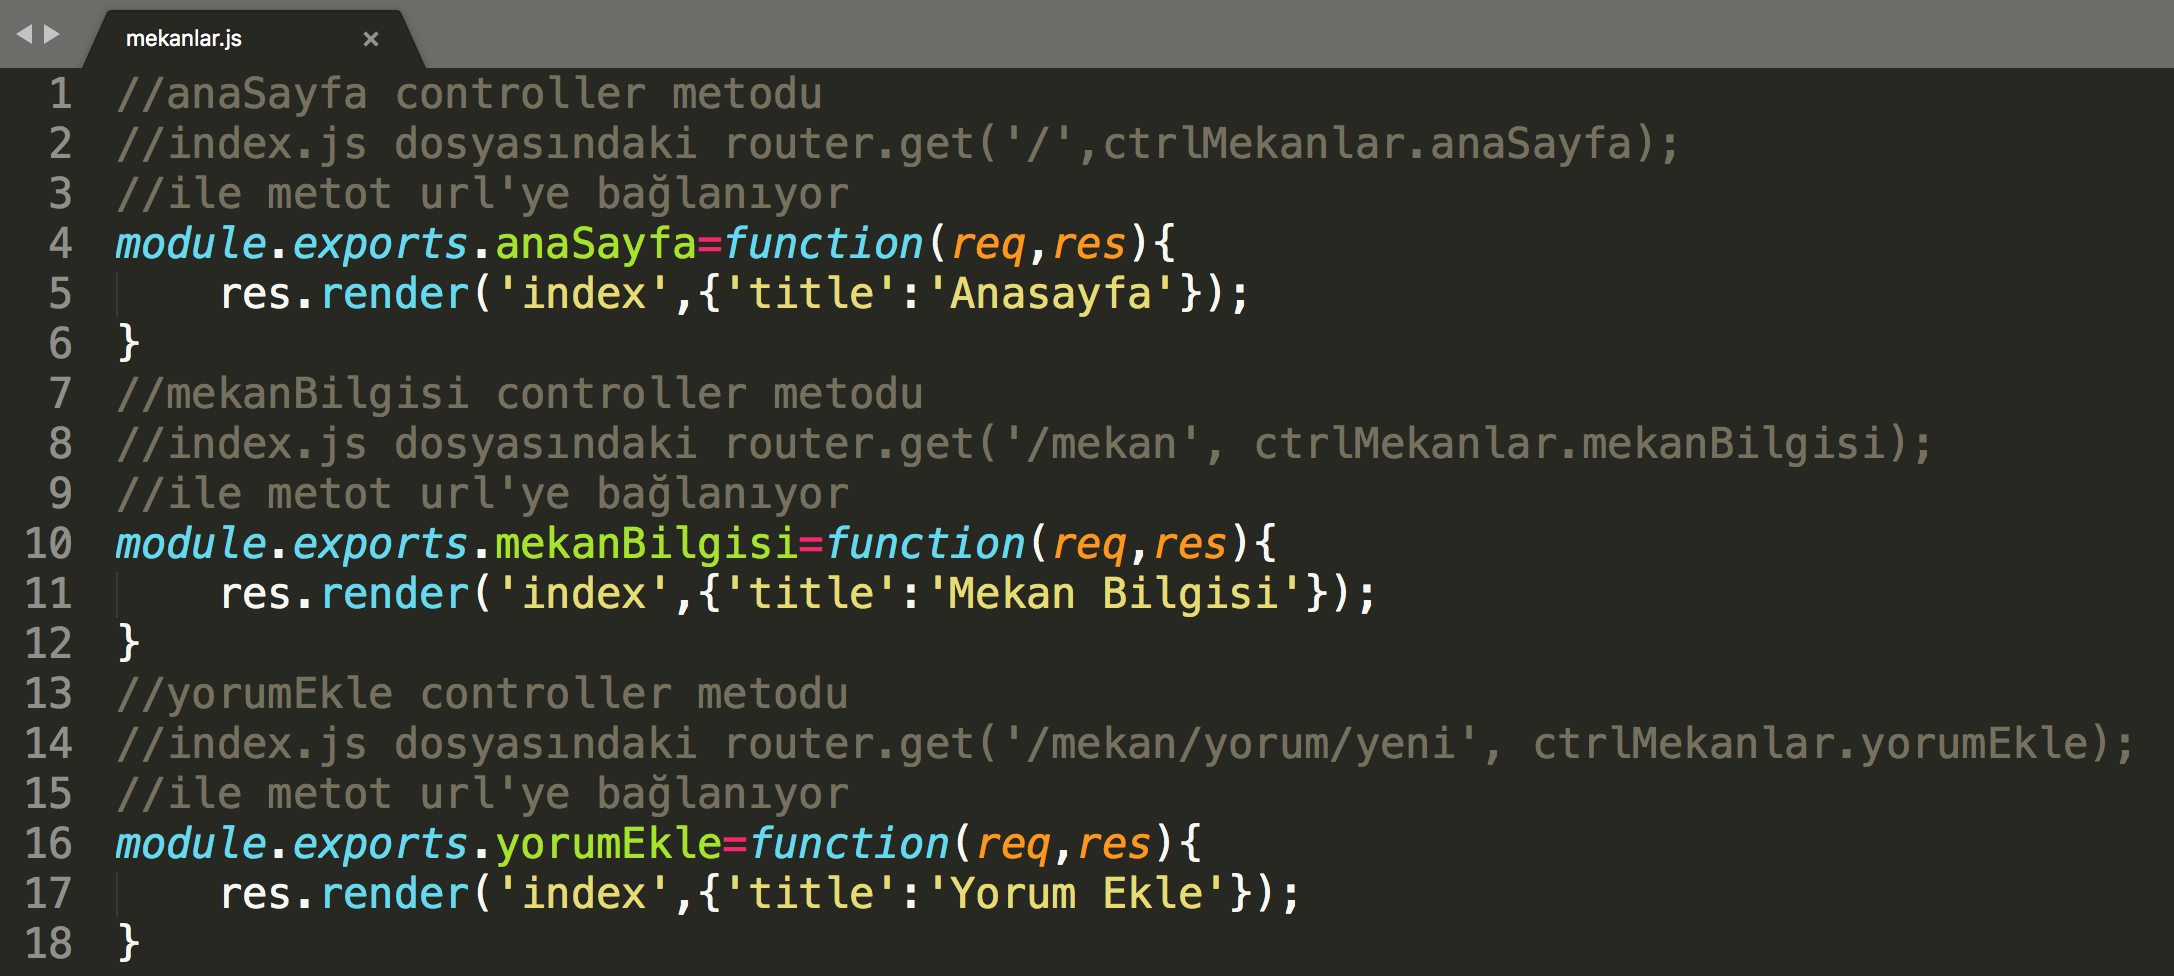 mekanlar.js ×
1 //anaSayfa controller metodu
2 //index.js dosyasındaki router.get('/',ctrlMekanlar.anaSayfa);
3 //ile metot url'ye bağlanıyor
4 module.exports.anaSayfa=function(req,res){
5     res.render('index',{'title':'Anasayfa'});
6 }
7 //mekanBilgisi controller metodu
8 //index.js dosyasındaki router.get('/mekan', ctrlMekanlar.mekanBilgisi);
9 //ile metot url'ye bağlanıyor
10 module.exports.mekanBilgisi=function(req,res){
11     res.render('index',{'title':'Mekan Bilgisi'});
12 }
13 //yorumEkle controller metodu
14 //index.js dosyasındaki router.get('/mekan/yorum/yeni', ctrlMekanlar.yorumEkle);
15 //ile metot url'ye bağlanıyor
16 module.exports.yorumEkle=function(req,res){
17     res.render('index',{'title':'Yorum Ekle'});
18 }